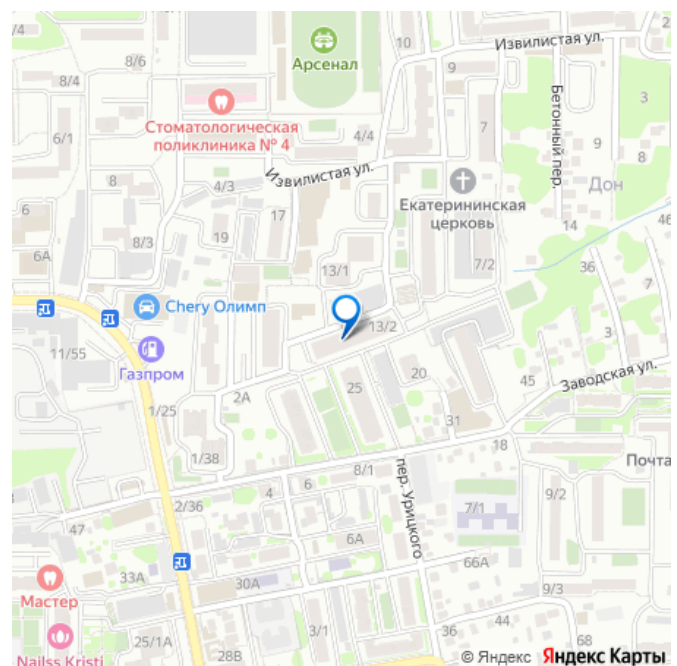 10
Извилистая ул.
8/6
Арсенал
8/4
9
3
Бетонный пер.
Стоматологическая
поликлиника № 4
4/4
7
6/1
9
8
Извилистая ул.
8
4/3
Дон
6
Екатерининская
церковь
17
14
19
8/3
46
6А
7/2
36
13/1
7
Chery Олимп
13/2
3
11/55
Газпром
20
25
45
Заводская ул.
2А
1/25
31
18
1/38
Почта
8/1
пер. Урицкого
6
4
9/2
2/36
7/1
47
6А
66А
33А
30А
9/3
Мастер
3/1
36
44
25/1А
68
28В
Nailss Kristi
© Яндекс Яндекс Карты